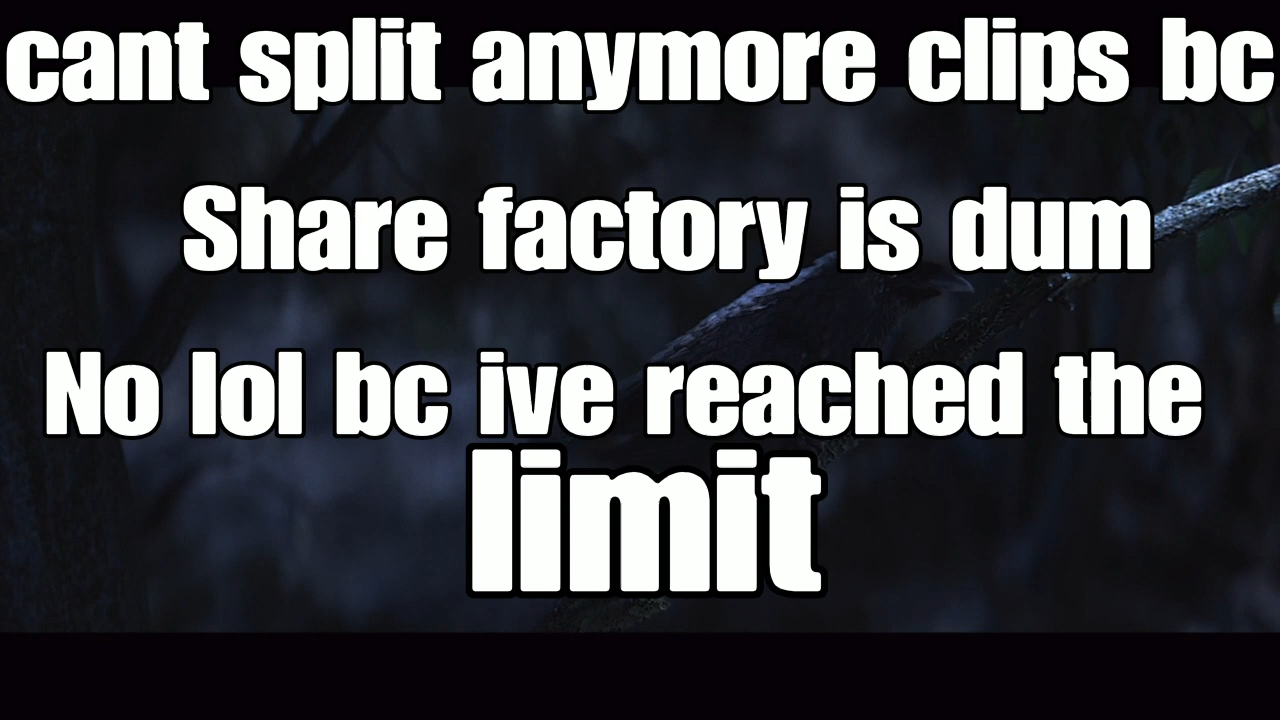 cant split anymore clips bc
Share factory is dum
No lol bc ive reached the
limit